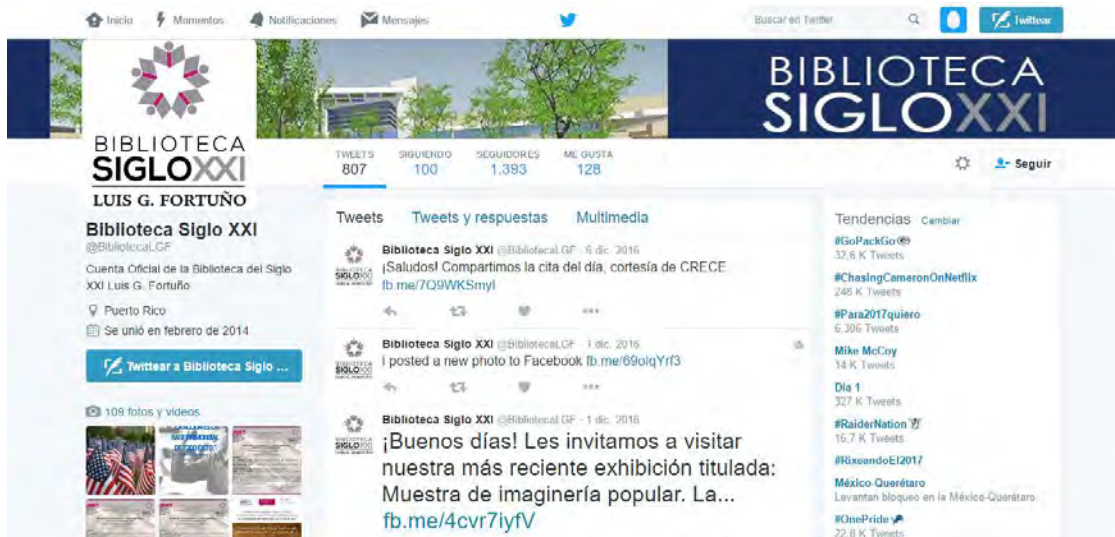 Inicio Momentos Notificaciones Mensajes Buscar en Twitter Twittear
BIBLIOTECA
SIGLOXXI
BIBLIOTECA
SIGLOXXI
LUIS G. FORTUÑO
TWEETS SIGUIENDO SEGUIDORES ME GUSTA
807 100 1.393 128
Seguir
Biblioteca Siglo XXI
@BibliotecaLGF
Cuenta Oficial de la Biblioteca del Siglo
XXI Luis G. Fortuño
Puerto Rico
Se unió en febrero de 2014
Twittear a Biblioteca Siglo ...
109 fotos y vídeos
Tweets Tweets y respuestas Multimedia
Biblioteca Siglo XXI @BibliotecaLGF · 6 dic. 2016
¡Saludos! Compartimos la cita del día, cortesía de CRECE
fb.me/7Q9WKSmyI
Biblioteca Siglo XXI @BibliotecaLGF · 1 dic. 2016
I posted a new photo to Facebook fb.me/69olqYrf3
Biblioteca Siglo XXI @BibliotecaLGF · 1 dic. 2016
¡Buenos días! Les invitamos a visitar
nuestra más reciente exhibición titulada:
Muestra de imaginería popular. La...
fb.me/4cvr7iyfV
Tendencias Cambiar
#GoPackGo
32,6 K Tweets
#ChasingCameronOnNetflix
248 K Tweets
#Para2017quiero
6.306 Tweets
Mike McCoy
14 K Tweets
Día 1
327 K Tweets
#RaiderNation
16,7 K Tweets
#RixeandoEl2017
México-Querétaro
Levantan bloqueo en la México-Querétaro
#OnePride
22,8 K Tweets